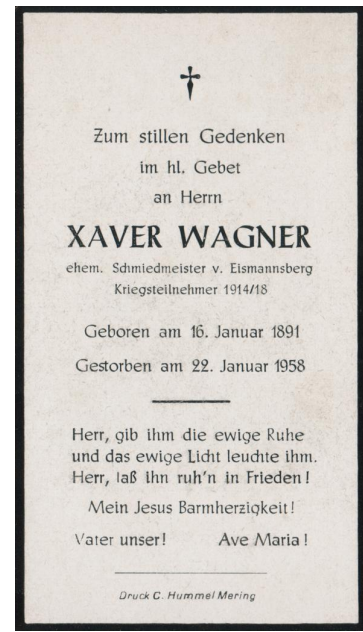 Zum stillen Gedenken
im hl. Gebet
an Herrn
XAVER WAGNER
ehem. Schmiedmeister v. Eismannsberg
Kriegsteilnehmer 1914/18
Geboren am 16. Januar 1891
Gestorben am 22. Januar 1958
Herr, gib ihm die ewige Ruhe
und das ewige Licht leuchte ihm.
Herr, laß ihn ruh'n in Frieden!
Mein Jesus Barmherzigkeit!
Vater unser! Ave Maria!
Druck C. Hummel Mering